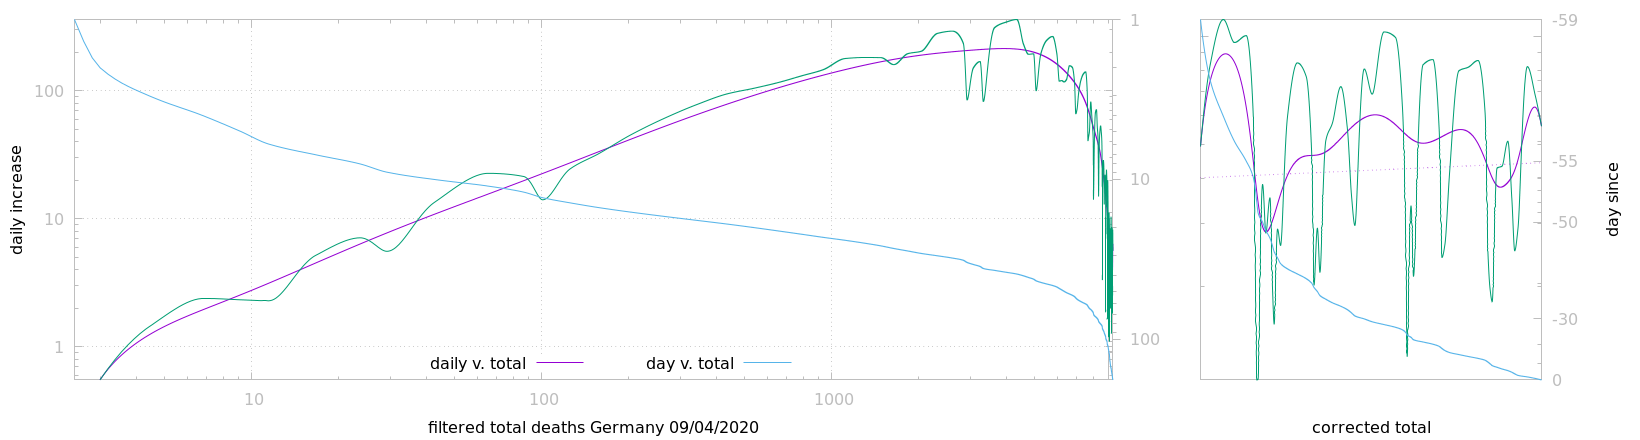 daily increase
100
10
1
daily v. total
day v. total
10
100
1000
filtered total deaths Germany 09/04/2020
1
10
100
-59
-55
-50
-30
0
day since
corrected total